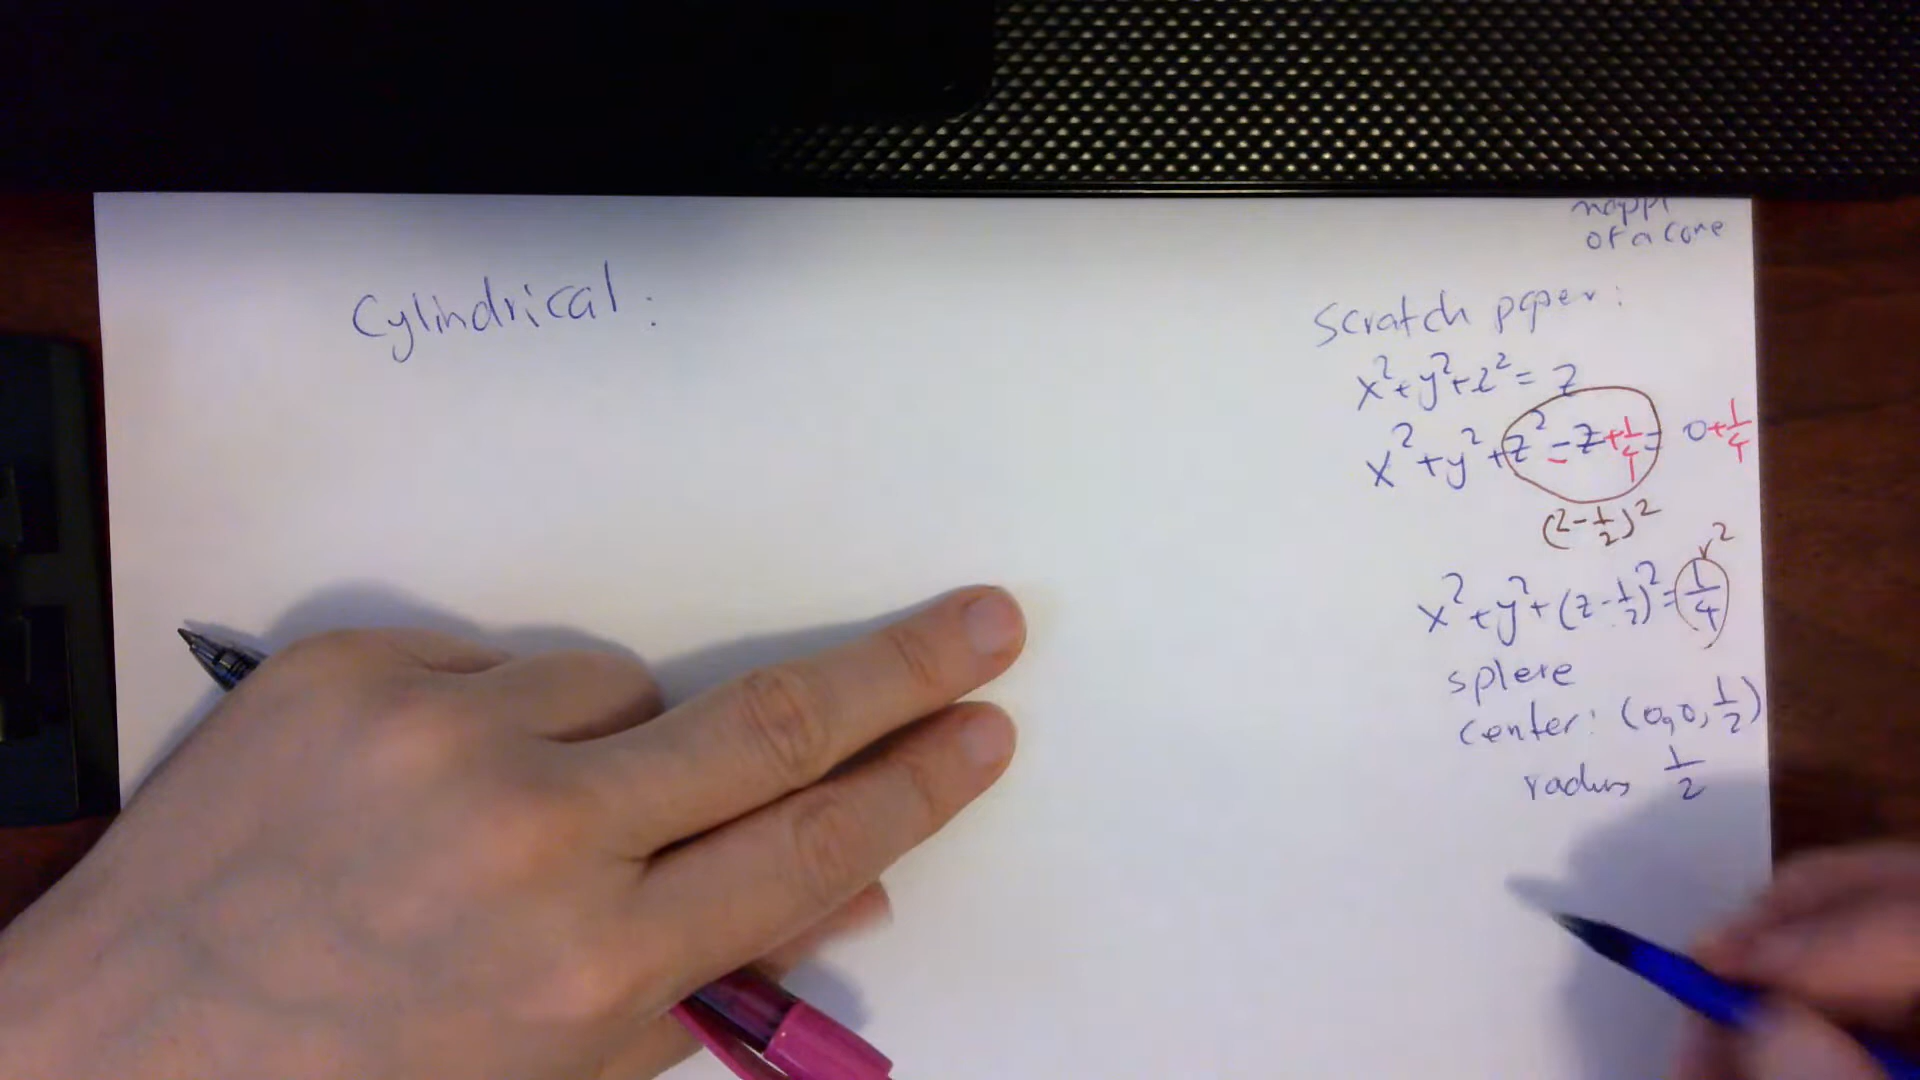 of a cone
Cylindrical:
Scratch paper:
x²+y²+z²= z
x²+y²+z²-z+1/4= 0+1/4
(z-1/2)²
r²
x²+y²+(z-1/2)²=1/4
sphere
center: (0,0,1/2)
radius 1/2